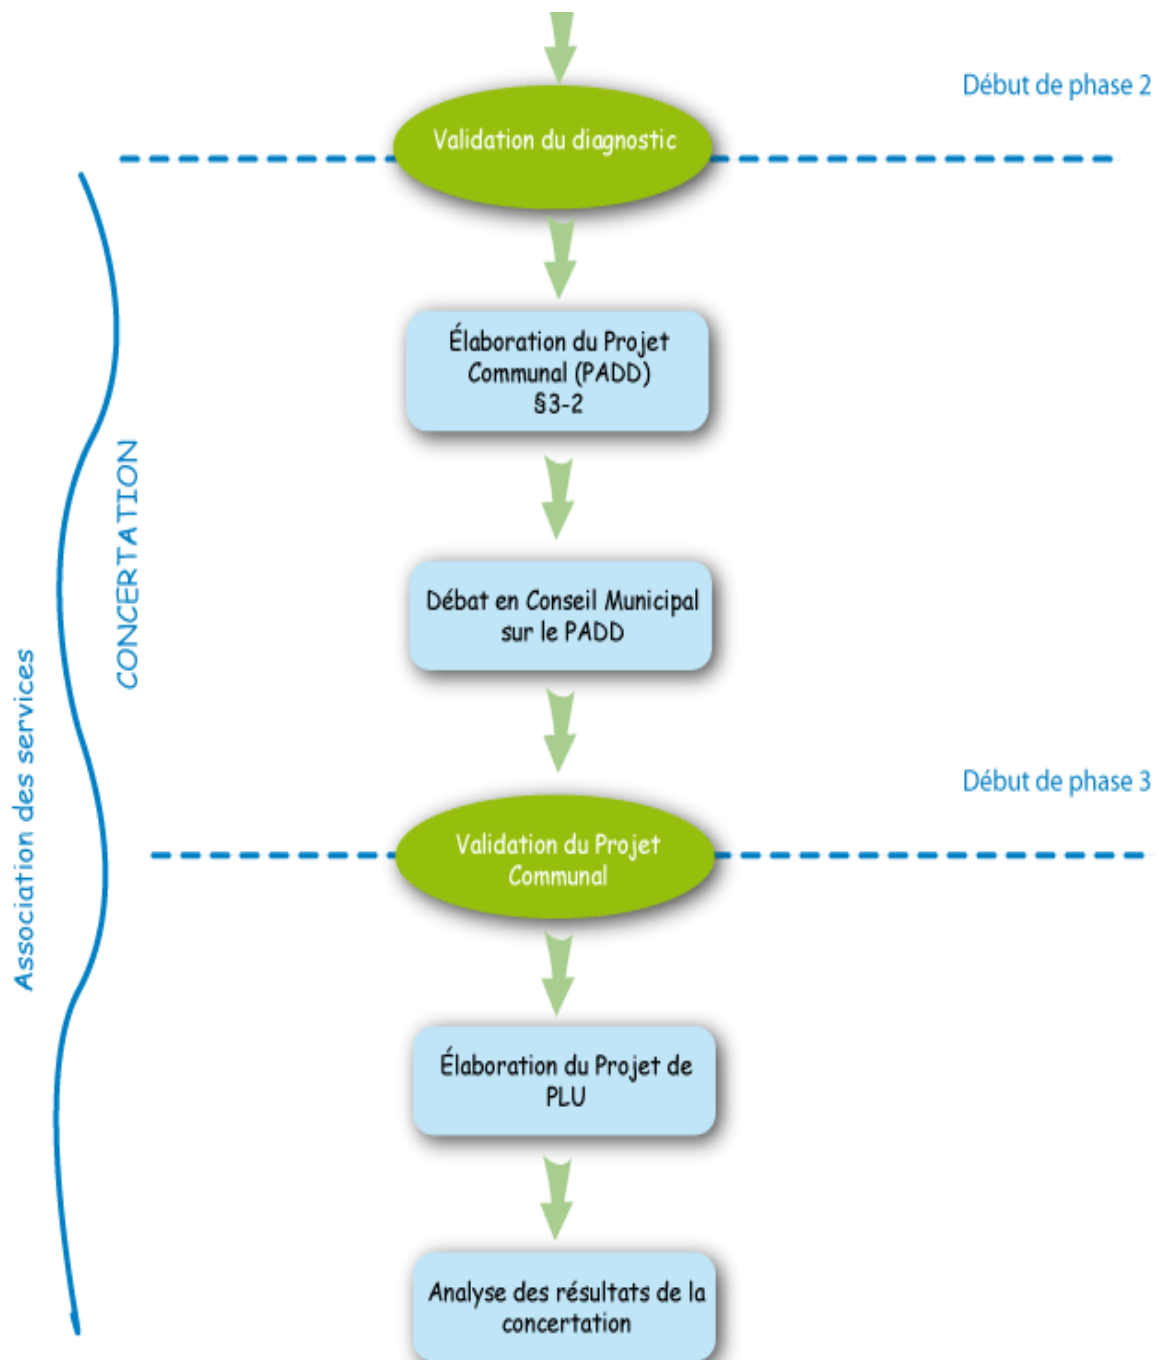 Début de phase 2
Validation du diagnostic
Élaboration du Projet
Communal (PADD)
§3-2
CONCERTATION
Débat en Conseil Municipal
sur le PADD
Association des services
Début de phase 3
Validation du Projet
Communal
Élaboration du Projet de
PLU
Analyse des résultats de la
concertation